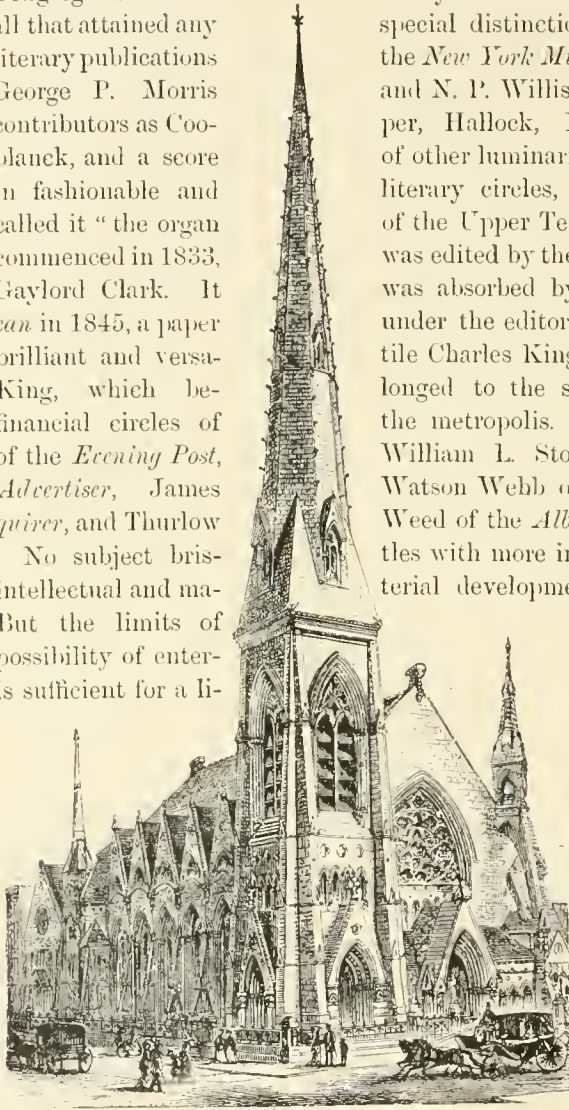 all that attained any special distinctio
literary publications the New York Mi
George P. Morris and N. P. Willis
contributors as Coo- per, Hallock,
planck, and a score of other luminar
in fashionable and literary circles,
called it “ the organ of the Upper Te
commenced in 1833, was edited by the
Gaylord Clark. It was absorbed by
can in 1845, a paper under the editor
brilliant and versa- tile Charles King
King, which be- longed to the s
financial circles of the metropolis.
of the Evening Post, William L. Sto
Advertiser, James Watson Webb o
quirer, and Thurlow Weed of the Alb
No subject bris- tles with more in
intellectual and ma- terial developme
But the limits of
possibility of enter-
is sufficient for a li-